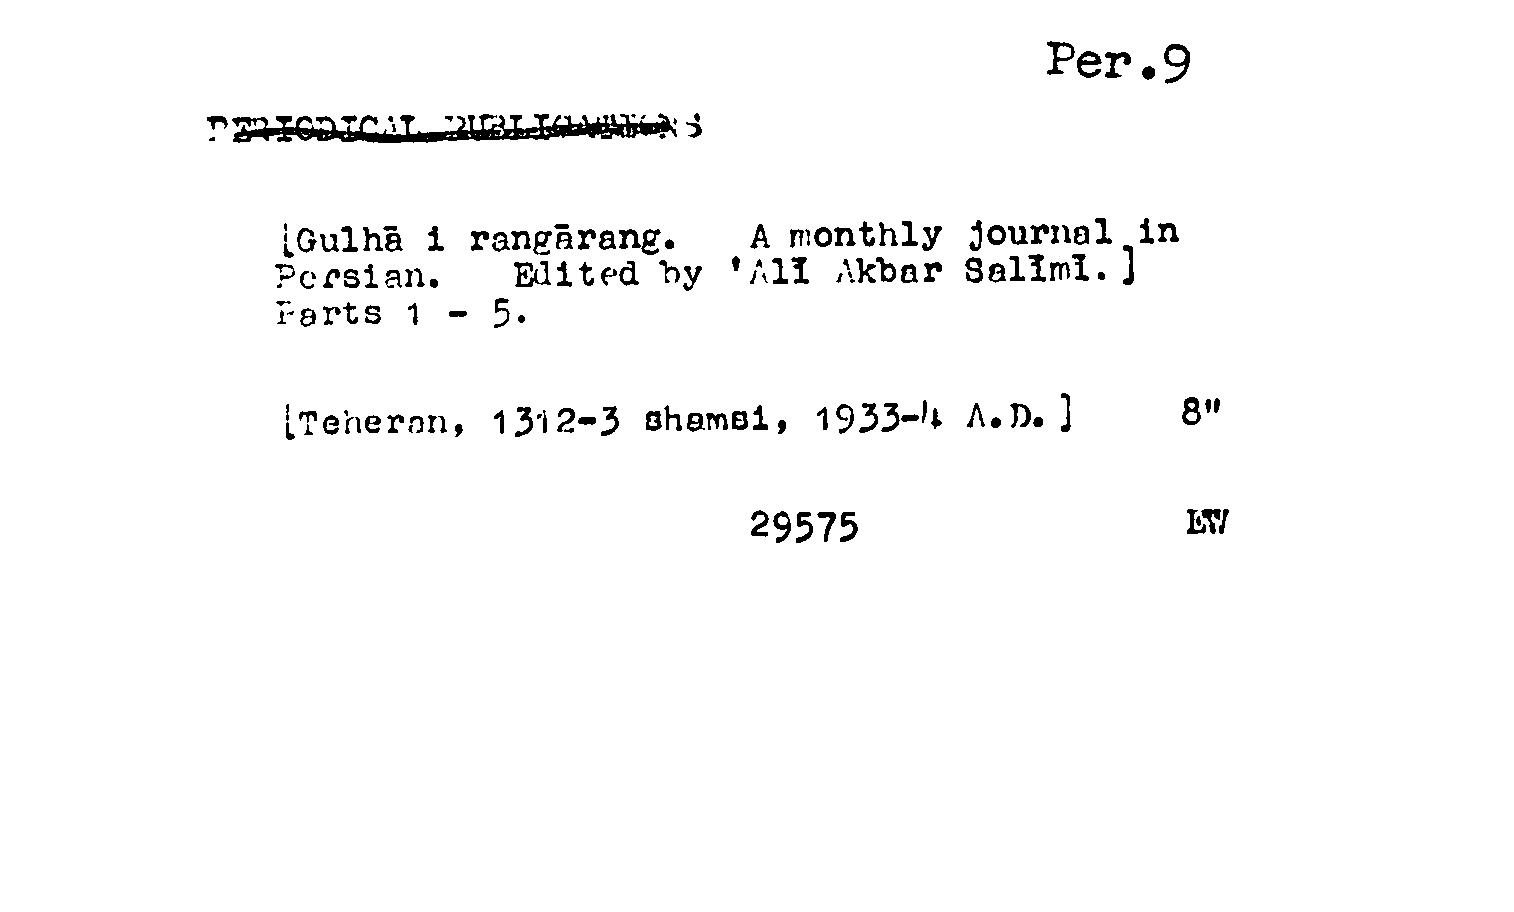 Per.9
PERIODICAL PUBLICATIONS
[Gulhā i rangārang. A monthly journal in
Persian. Edited by 'Alī Akbar Salīmī.]
Parts 1 - 5.
[Teheran, 1312-3 shamsi, 1933-4 A.D.] 8"
29575 EW